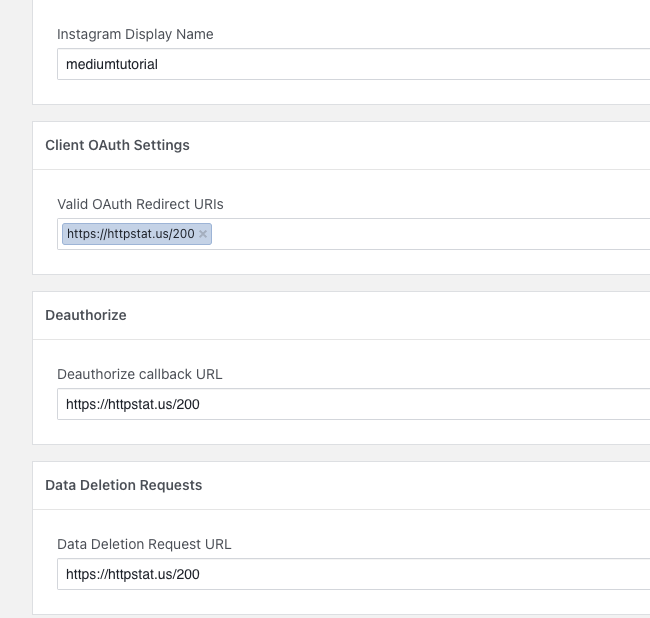 Instagram Display Name
mediumtutorial
Client OAuth Settings
Valid OAuth Redirect URIs
https://httpstat.us/200 ×
Deauthorize
Deauthorize callback URL
https://httpstat.us/200
Data Deletion Requests
Data Deletion Request URL
https://httpstat.us/200